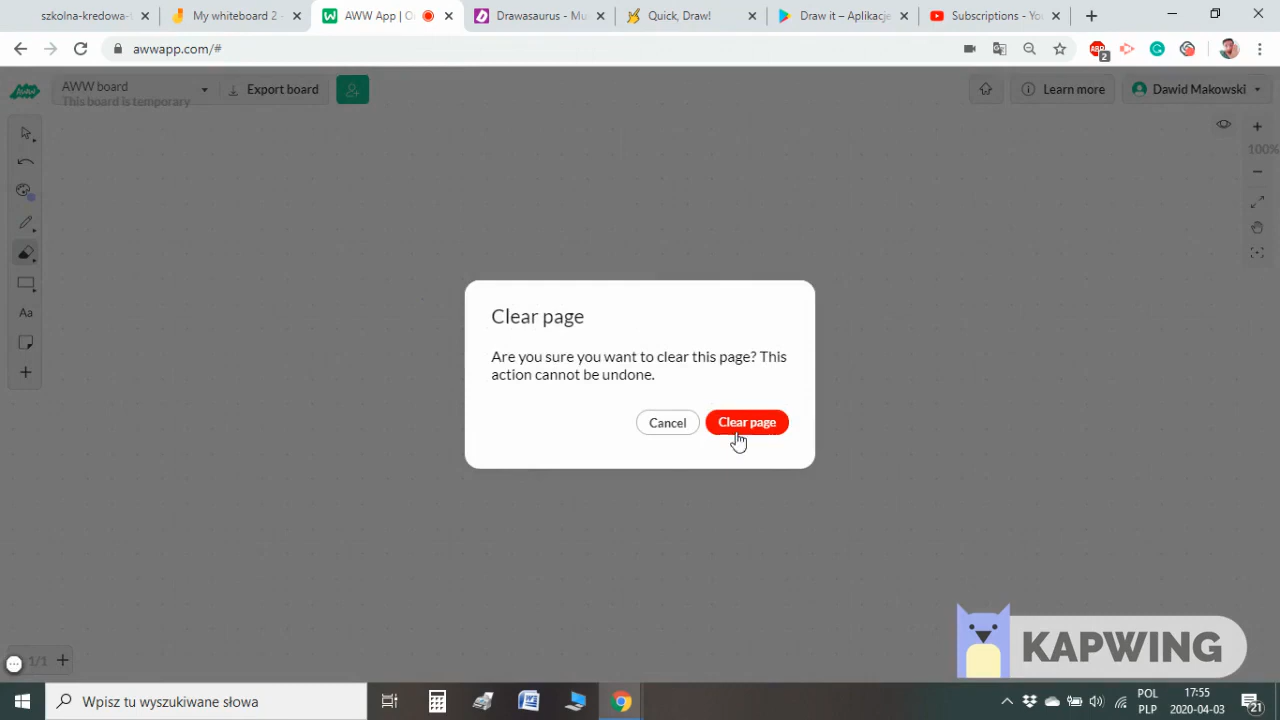 szkolna-kredowa-t
My whiteboard 2 -
AWW App | O
Drawasaurus - Mu
Quick, Draw!
Draw it – Aplikacje
Subscriptions - Yo
awwapp.com/#
2
AWW board
This board is temporary
Export board
Learn more
Dawid Makowski
100%
Aa
Clear page
Are you sure you want to clear this page? This
action cannot be undone.
Cancel
Clear page
1/1
KAPWING
Wpisz tu wyszukiwane słowa
POL
PLP
17:55
2020-04-03
21